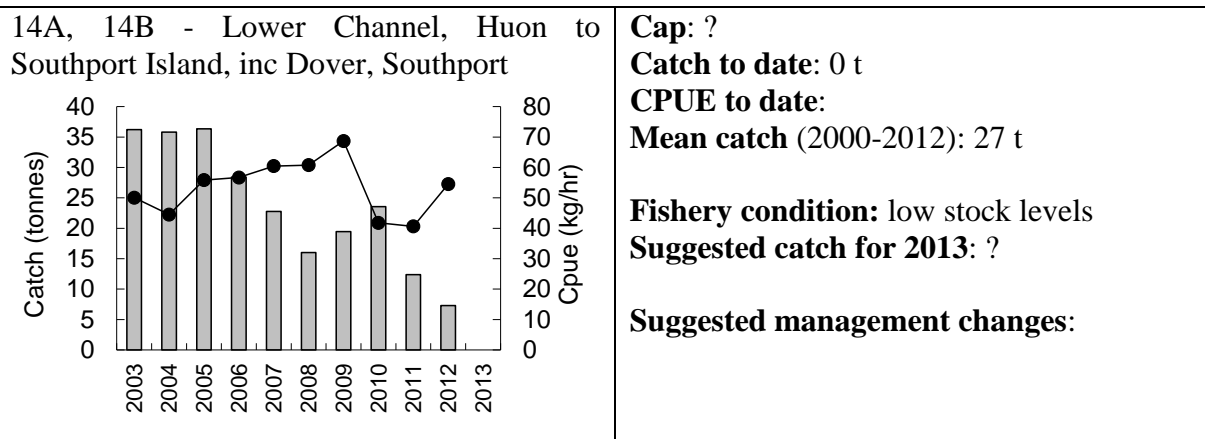 14A, 14B - Lower Channel, Huon to
Southport Island, inc Dover, Southport
40
35
30
25
20
15
10
5
0
Catch (tonnes)
80
70
60
50
40
30
20
10
0
Cpue (kg/hr)
2003
2004
2005
2006
2007
2008
2009
2010
2011
2012
2013
Cap: ?
Catch to date: 0 t
CPUE to date:
Mean catch (2000-2012): 27 t
Fishery condition: low stock levels
Suggested catch for 2013: ?
Suggested management changes: